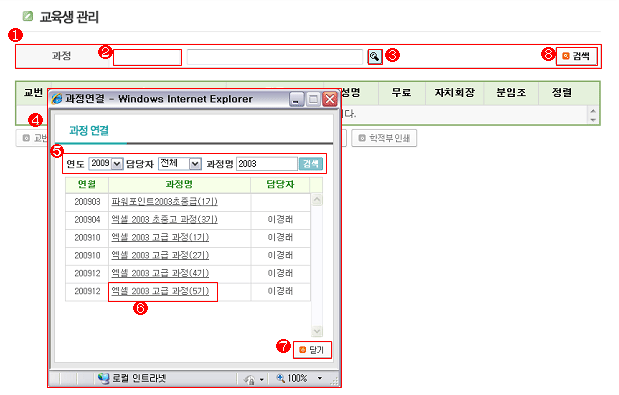 교육생 관리
1
과정
2
3
8
검색
교번
성명
무료
자치회장
분임조
정렬
4
다.
교번
학적부인쇄
과정연결 - Windows Internet Explorer
과정 연결
5
연도 2009 담당자 전체 과정명 2003 검색
연월 과정명 담당자
200903 파워포인트2003초중급(1기)
200904 엑셀 2003 초중고 과정(3기) 이경래
200910 엑셀 2003 고급 과정(1기) 이경래
200910 엑셀 2003 고급 과정(2기) 이경래
200912 엑셀 2003 고급 과정(4기) 이경래
200912 엑셀 2003 고급 과정(5기) 이경래
6
7
닫기
로컬 인트라넷
100%